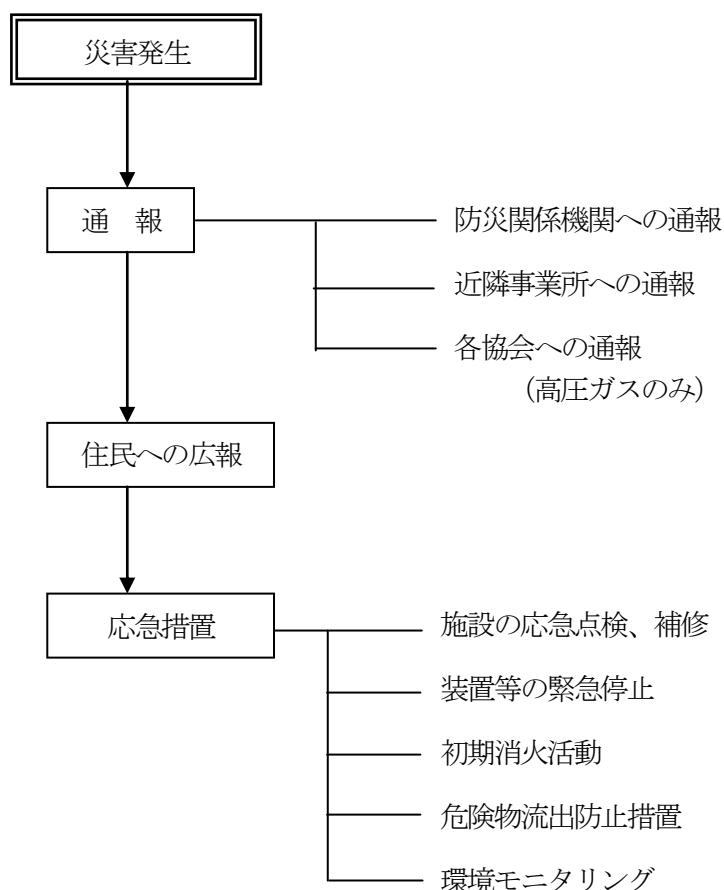 災害発生
通　報
防災関係機関への通報
近隣事業所への通報
各協会への通報
（高圧ガスのみ）
住民への広報
応急措置
施設の応急点検、補修
装置等の緊急停止
初期消火活動
危険物流出防止措置
環境モニタリング